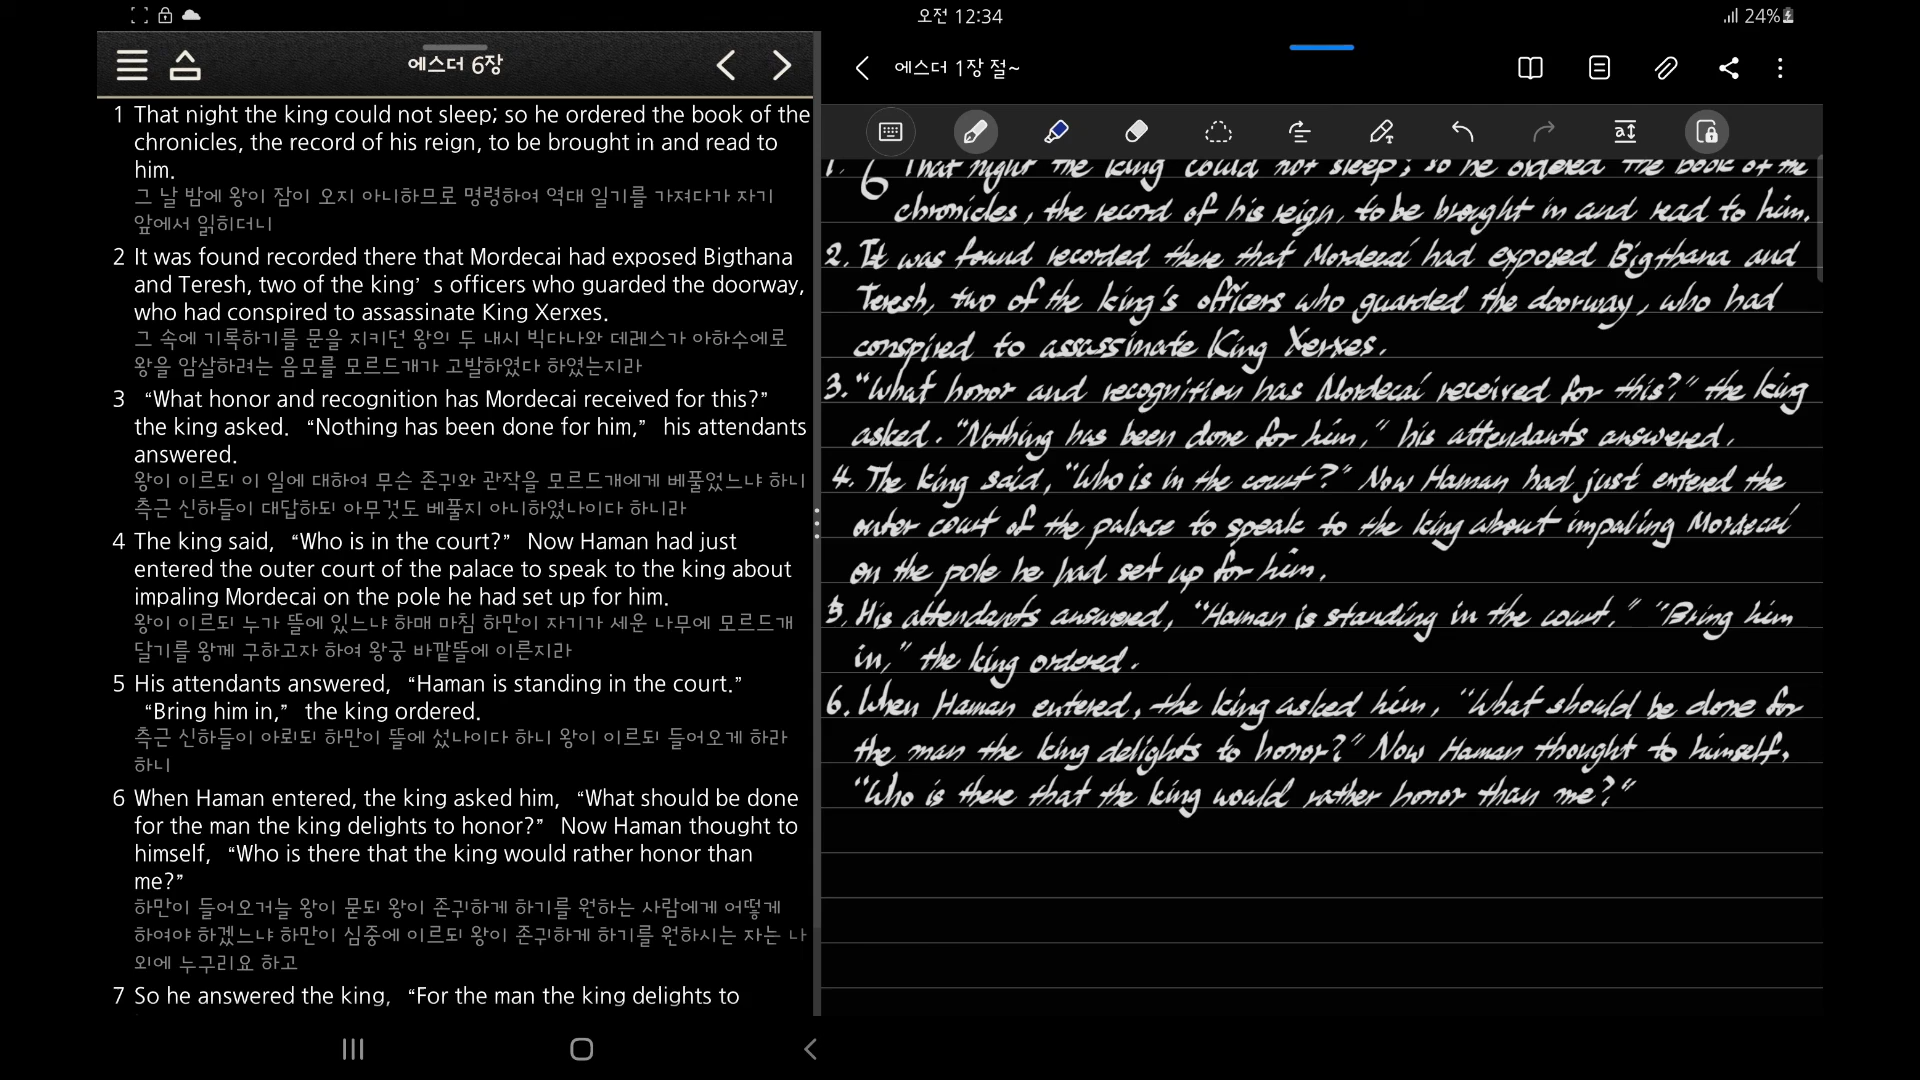 오전 12:34
24%
에스더 6장
1 That night the king could not sleep; so he ordered the book of the
chronicles, the record of his reign, to be brought in and read to
him.
그 날 밤에 왕이 잠이 오지 아니하므로 명령하여 역대 일기를 가져다가 자기
앞에서 읽히더니
2 It was found recorded there that Mordecai had exposed Bigthana
and Teresh, two of the king’ s officers who guarded the doorway,
who had conspired to assassinate King Xerxes.
그 속에 기록하기를 문을 지키던 왕의 두 내시 빅다나와 데레스가 아하수에로
왕을 암살하려는 음모를 모르드개가 고발하였다 하였는지라
3 “What honor and recognition has Mordecai received for this?”
the king asked. “Nothing has been done for him,” his attendants
answered.
왕이 이르되 이 일에 대하여 무슨 존귀와 관작을 모르드개에게 베풀었느냐 하니
측근 신하들이 대답하되 아무것도 베풀지 아니하였나이다 하니라
4 The king said, “Who is in the court?” Now Haman had just
entered the outer court of the palace to speak to the king about
impaling Mordecai on the pole he had set up for him.
왕이 이르되 누가 뜰에 있느냐 하매 마침 하만이 자기가 세운 나무에 모르드개
달기를 왕께 구하고자 하여 왕궁 바깥뜰에 이른지라
5 His attendants answered, “Haman is standing in the court.”
“Bring him in,” the king ordered.
측근 신하들이 아뢰되 하만이 뜰에 섰나이다 하니 왕이 이르되 들어오게 하라
하니
6 When Haman entered, the king asked him, “What should be done
for the man the king delights to honor?” Now Haman thought to
himself, “Who is there that the king would rather honor than
me?”
하만이 들어오거늘 왕이 묻되 왕이 존귀하게 하기를 원하는 사람에게 어떻게
하여야 하겠느냐 하만이 심중에 이르되 왕이 존귀하게 하기를 원하시는 자는 나
외에 누구리요 하고
7 So he answered the king, “For the man the king delights to
에스더 1장 절~
1. 6 That night the king could not sleep; so he ordered the book of the
chronicles, the record of his reign, to be brought in and read to him.
2. It was found recorded there that Mordecai had exposed Bigthana and
Teresh, two of the king's officers who guarded the doorway, who had
conspired to assassinate King Xerxes.
3. "What honor and recognition has Mordecai received for this?" the king
asked. "Nothing has been done for him," his attendants answered.
4. The king said, "Who is in the court?" Now Haman had just entered the
outer court of the palace to speak to the king about impaling Mordecai
on the pole he had set up for him.
5. His attendants answered, "Haman is standing in the court." "Bring him
in," the king ordered.
6. When Haman entered, the king asked him, "What should be done for
the man the king delights to honor?" Now Haman thought to himself,
"Who is there that the king would rather honor than me?"